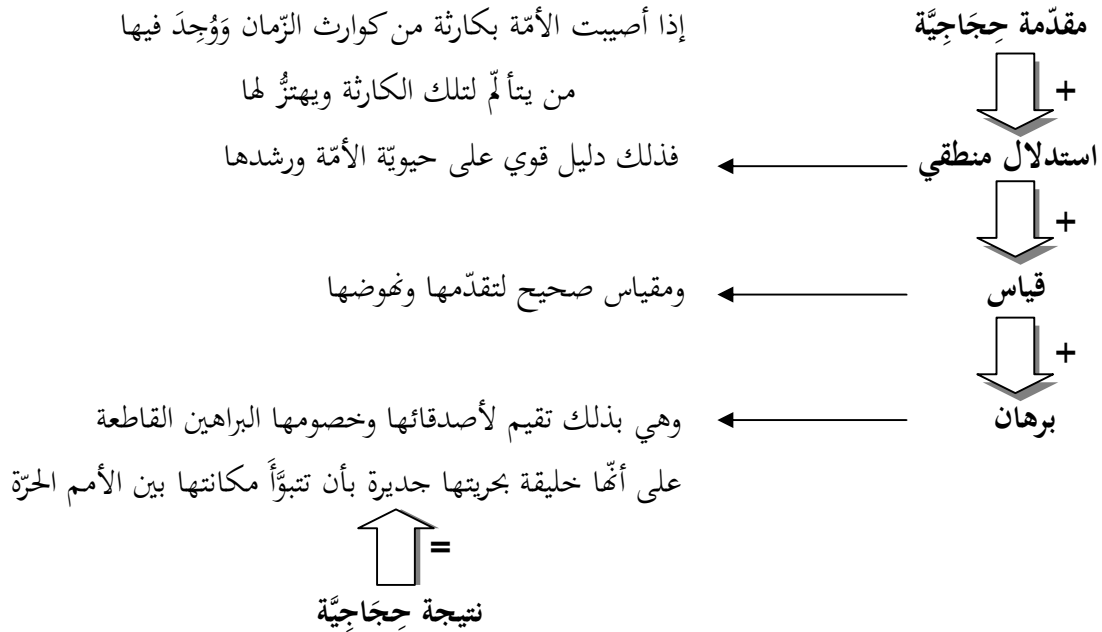 مقدّمة حِجَاجِيَّة إذا أصيبت الأمّة بكارثة من كوارث الزّمان وَوُجِدَ فيها
+ من يتألّم لتلك الكارثة ويهتزُّ لها
استدلال منطقي فذلك دليل قوي على حيويّة الأمّة ورشدها
+
قياس ومقياس صحيح لتقدّمها ونهوضها
+
برهان وهي بذلك تقيم لأصدقائها وخصومها البراهين القاطعة
على أنّها خليقة بحريتها جديرة بأن تتبوَّأَ مكانتها بين الأمم الحرّة
=
نتيجة حِجَاجِيَّة